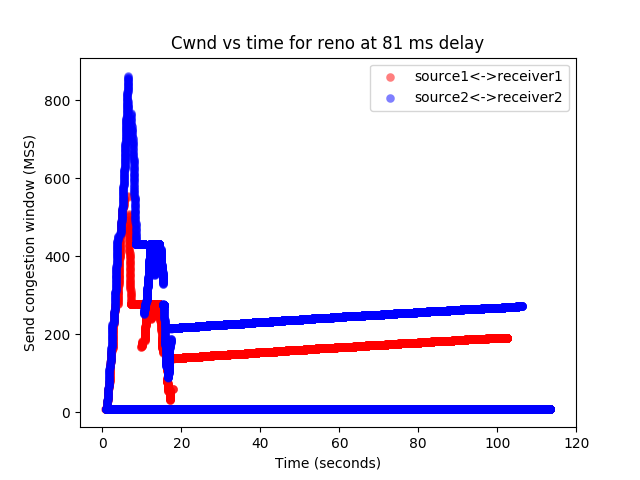 Cwnd vs time for reno at 81 ms delay
source1<->receiver1
source2<->receiver2
Send congestion window (MSS)
800
600
400
200
0
0 20 40 60 80 100 120
Time (seconds)